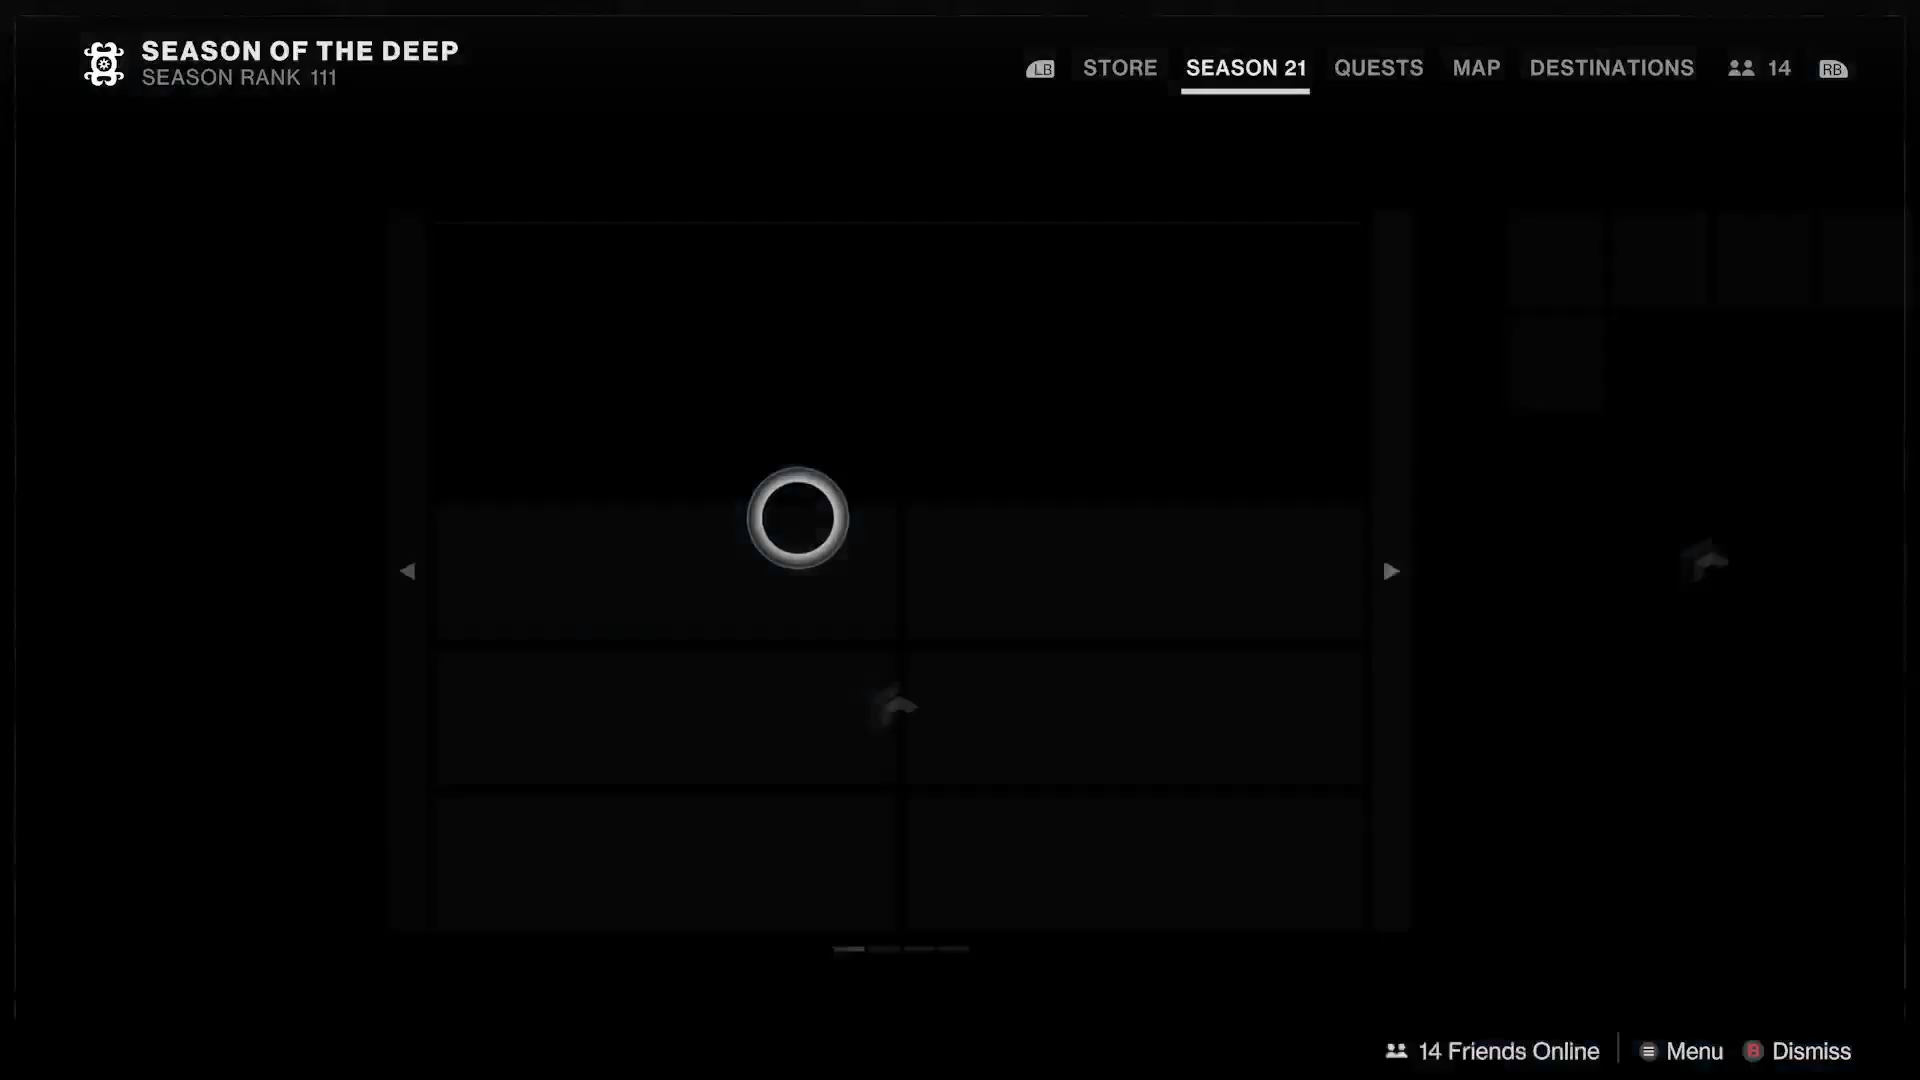 SEASON OF THE DEEP
SEASON RANK 111
LB STORE SEASON 21 QUESTS MAP DESTINATIONS 14 RB
14 Friends Online Menu B Dismiss